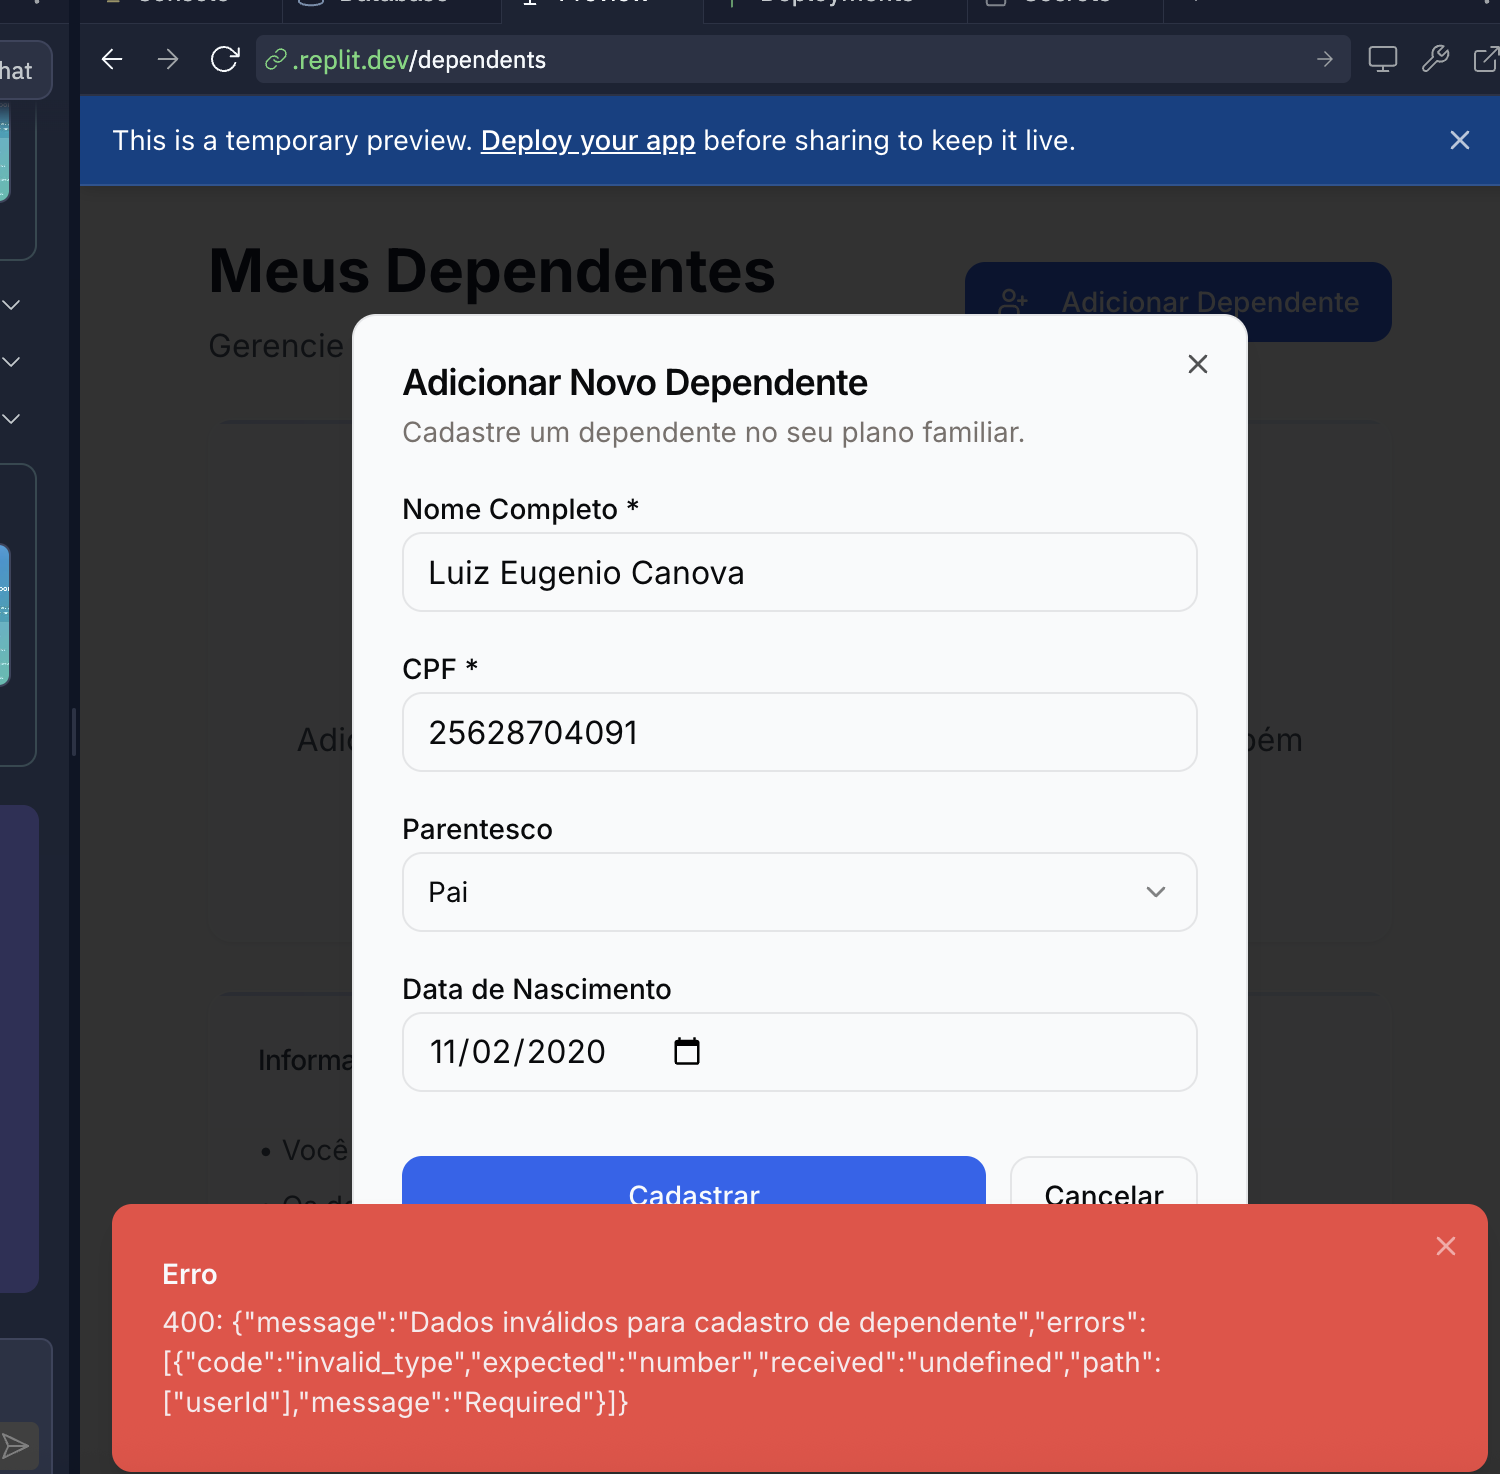 hat
.replit.dev/dependents
This is a temporary preview. Deploy your app before sharing to keep it live.
Meus Dependentes
Adicionar Dependente
Gerencie
Adicionar Novo Dependente
Cadastre um dependente no seu plano familiar.
Nome Completo *
Luiz Eugenio Canova
CPF *
25628704091
Adic
bém
Parentesco
Pai
Data de Nascimento
11/02/2020
Informa
• Você
Cadastrar
Cancelar
Erro
400: {"message":"Dados inválidos para cadastro de dependente","errors":
[{"code":"invalid_type","expected":"number","received":"undefined","path":
["userId"],"message":"Required"}]}